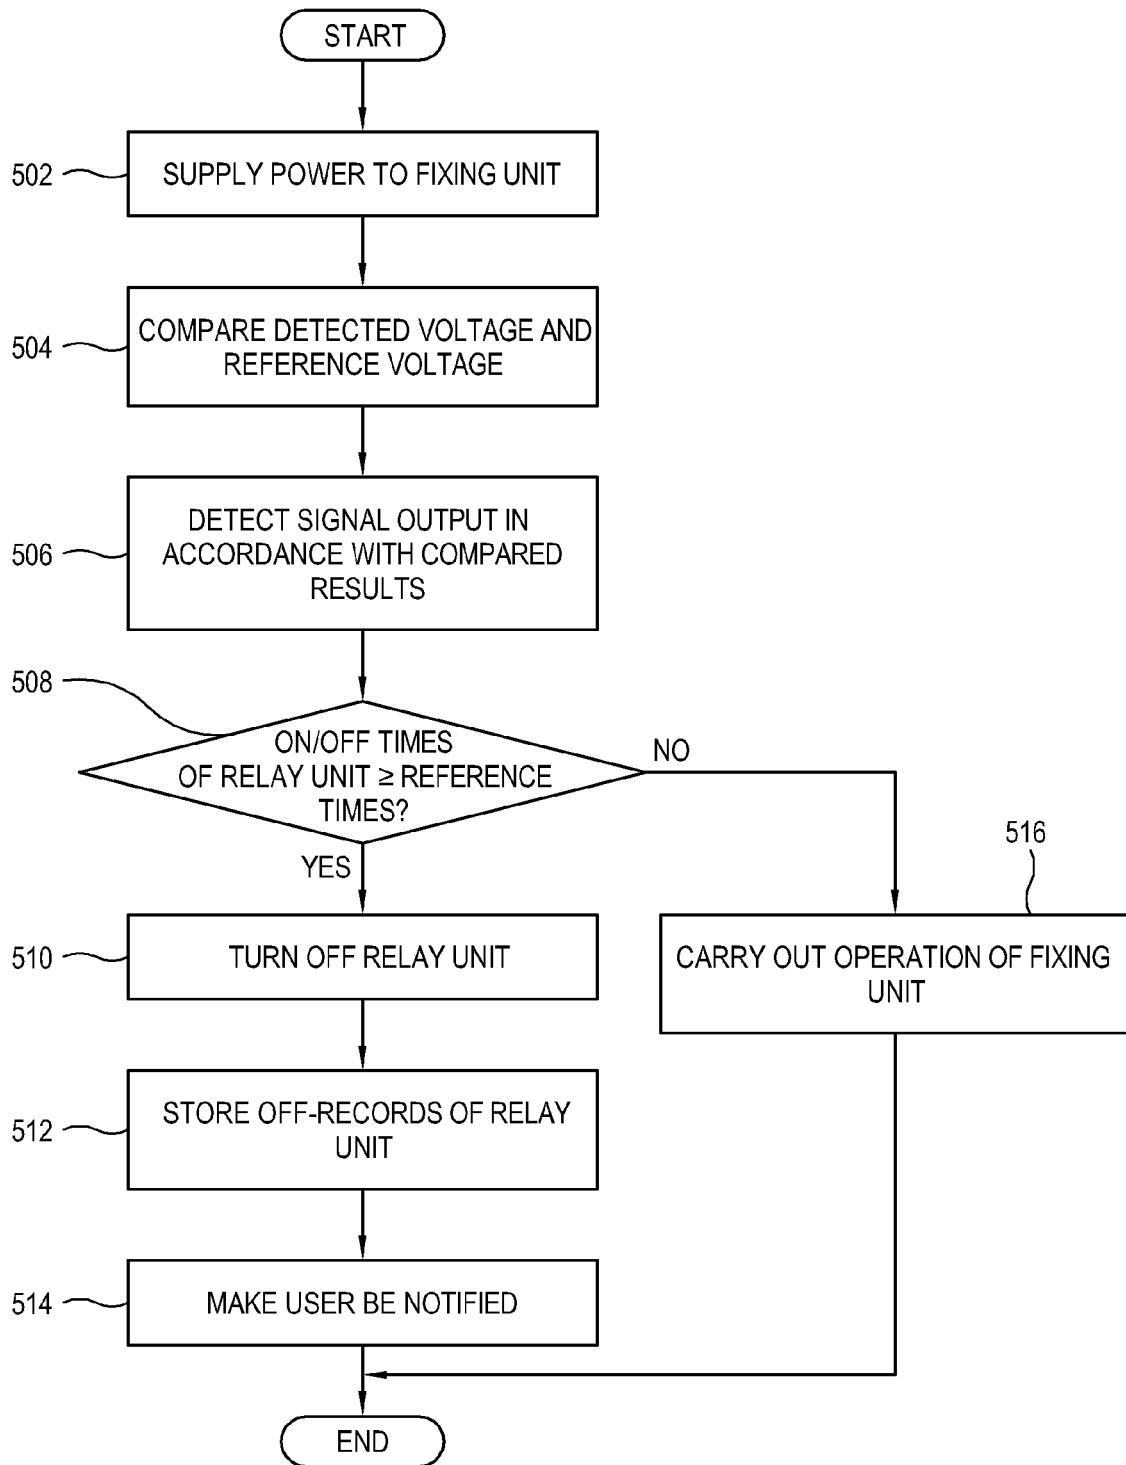 START
502
SUPPLY POWER TO FIXING UNIT
504
COMPARE DETECTED VOLTAGE AND
REFERENCE VOLTAGE
506
DETECT SIGNAL OUTPUT IN
ACCORDANCE WITH COMPARED
RESULTS
508
ON/OFF TIMES
OF RELAY UNIT ≥ REFERENCE
TIMES?
NO
YES
516
510
TURN OFF RELAY UNIT
CARRY OUT OPERATION OF FIXING
UNIT
512
STORE OFF-RECORDS OF RELAY
UNIT
514
MAKE USER BE NOTIFIED
END